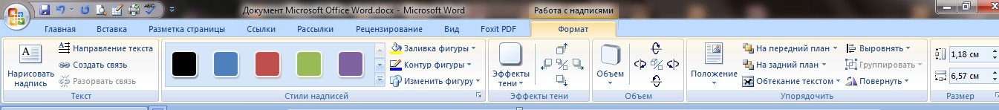 Документ Microsoft Office Word.docx - Microsoft Word
Работа с надписями
Главная Вставка Разметка страницы Ссылки Рассылки Рецензирование Вид Foxit PDF Формат
Нарисовать надпись
Направление текста
Создать связь
Разорвать связь
Текст
Заливка фигуры
Контур фигуры
Изменить фигуру
Стили надписей
Эффекты тени
Эффекты тени
Объем
Объем
Положение
На передний план
На задний план
Обтекание текстом
Выровнять
Группировать
Повернуть
Упорядочить
1,18 см
6,57 см
Размер